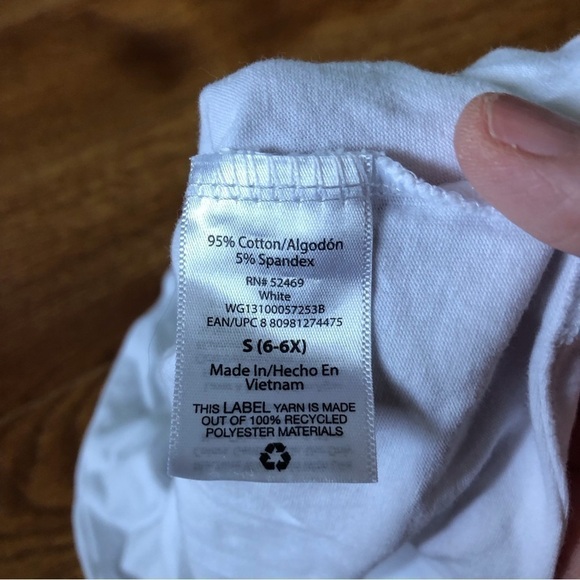 95% Cotton/Algodón
5% Spandex
RN# 52469
White
WG13100057253B
EAN/UPC 8 80981274475
S (6-6X)
Made In/Hecho En
Vietnam
THIS LABEL YARN IS MADE
OUT OF 100% RECYCLED
POLYESTER MATERIALS